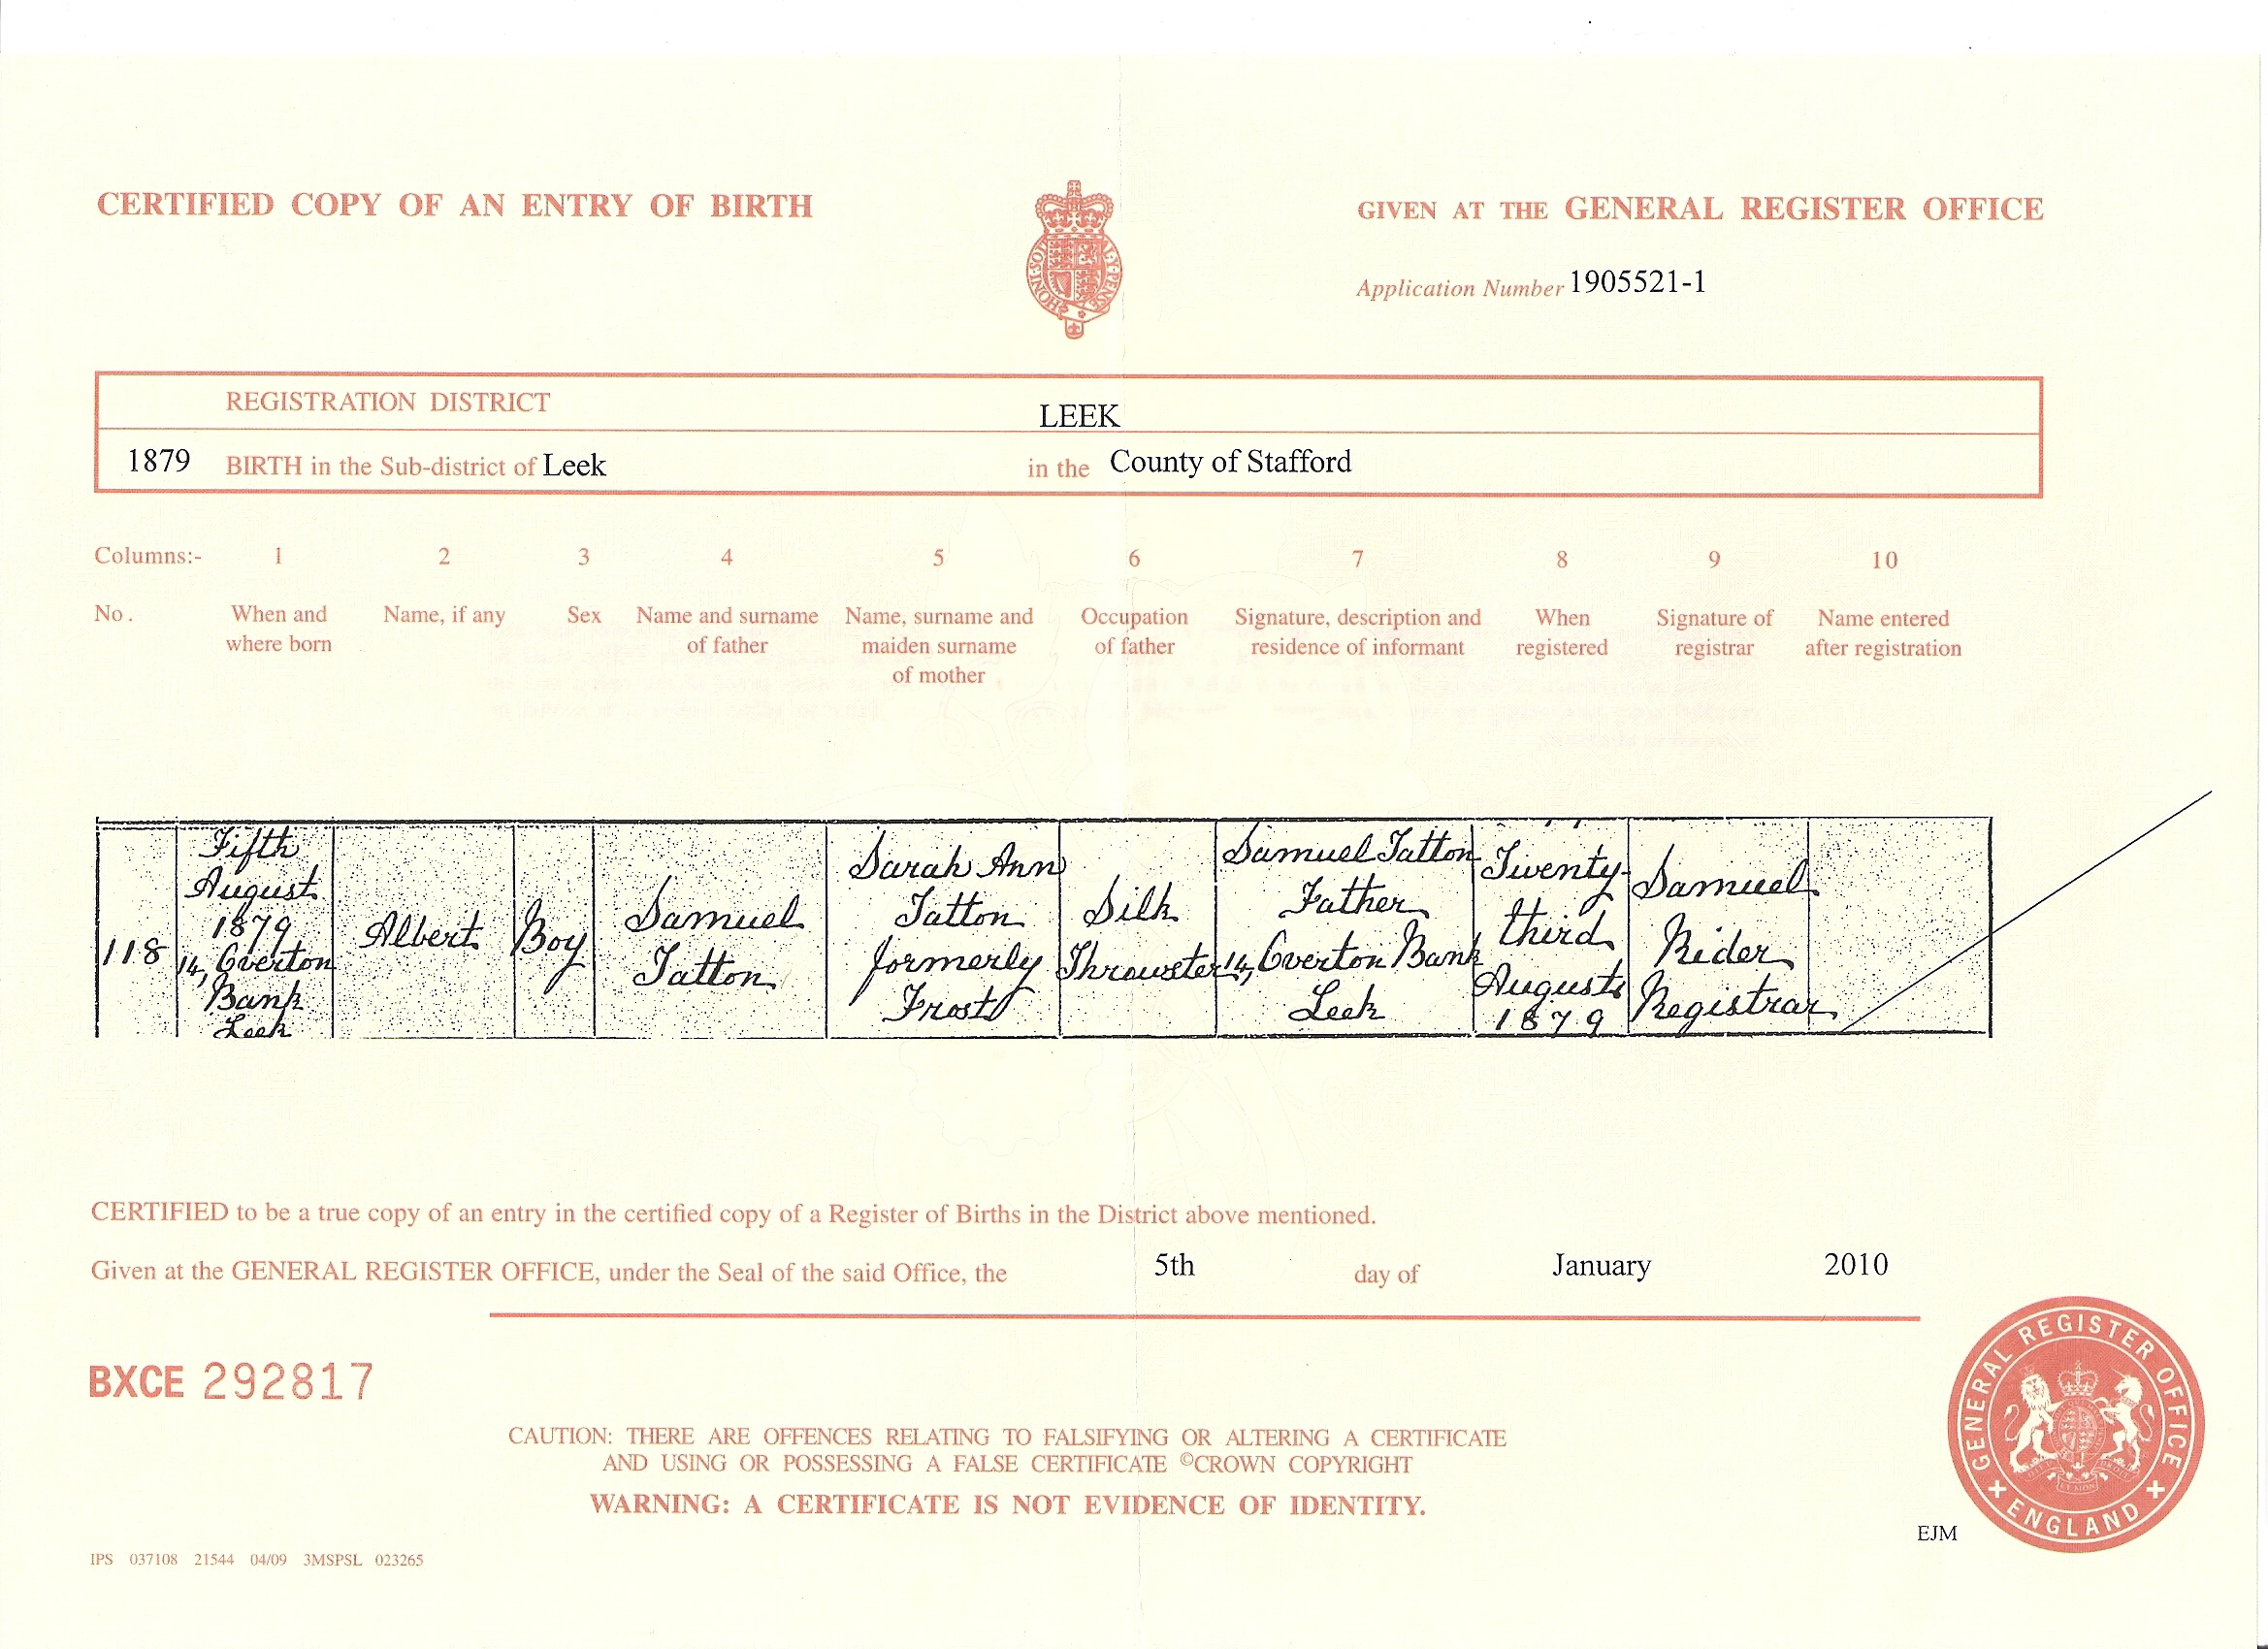 CERTIFIED COPY OF AN ENTRY OF BIRTH
GIVEN AT THE GENERAL REGISTER OFFICE
HONI·SOIT·Y·PENSE
Application Number 1905521-1
REGISTRATION DISTRICT LEEK
1879 BIRTH in the Sub-district of Leek in the County of Stafford
Columns:- 1 2 3 4 5 6 7 8 9 10
No. When and where born
Name, if any
Sex
Name and surname of father
Name, surname and maiden surname of mother
Occupation of father
Signature, description and residence of informant
When registered
Signature of registrar
Name entered after registration
118
Fifth
August
1879
14, Overton
Bank
Leek
Albert
Boy
Samuel
Tatton
Sarah Ann
Tatton
formerly
Frost
Silk
Throwster
Samuel Tatton
Father
14, Overton Bank
Leek
Twenty-
third
August
1879
Samuel
Rider
Registrar
CERTIFIED to be a true copy of an entry in the certified copy of a Register of Births in the District above mentioned.
Given at the GENERAL REGISTER OFFICE, under the Seal of the said Office, the 5th day of January 2010
BXCE 292817
CAUTION: THERE ARE OFFENCES RELATING TO FALSIFYING OR ALTERING A CERTIFICATE
AND USING OR POSSESSING A FALSE CERTIFICATE ©CROWN COPYRIGHT
WARNING: A CERTIFICATE IS NOT EVIDENCE OF IDENTITY.
GENERAL REGISTER OFFICE
ENGLAND
EJM
IPS 037108 21544 04/09 3MSPSL 023265